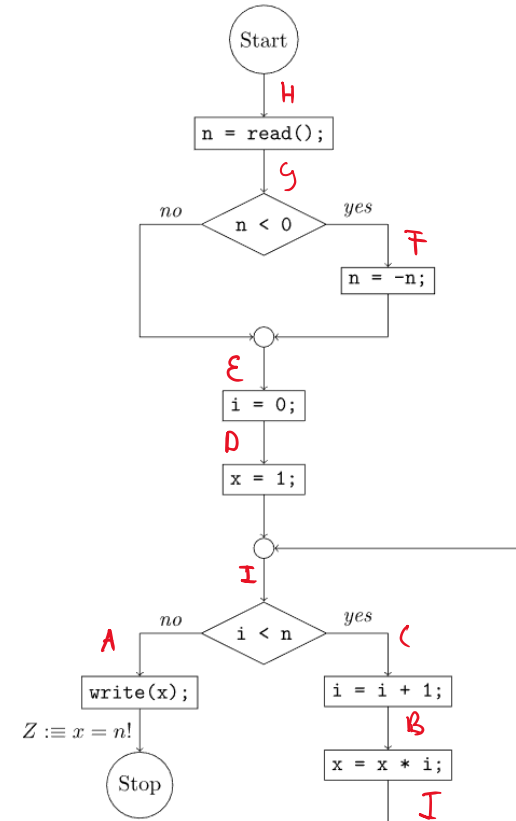 Start
H
n = read();
G
no
n < 0
yes
F
n = -n;
E
i = 0;
D
x = 1;
I
no
i < n
yes
A
C
write(x);
i = i + 1;
B
Z :≡ x = n!
x = x * i;
Stop
I